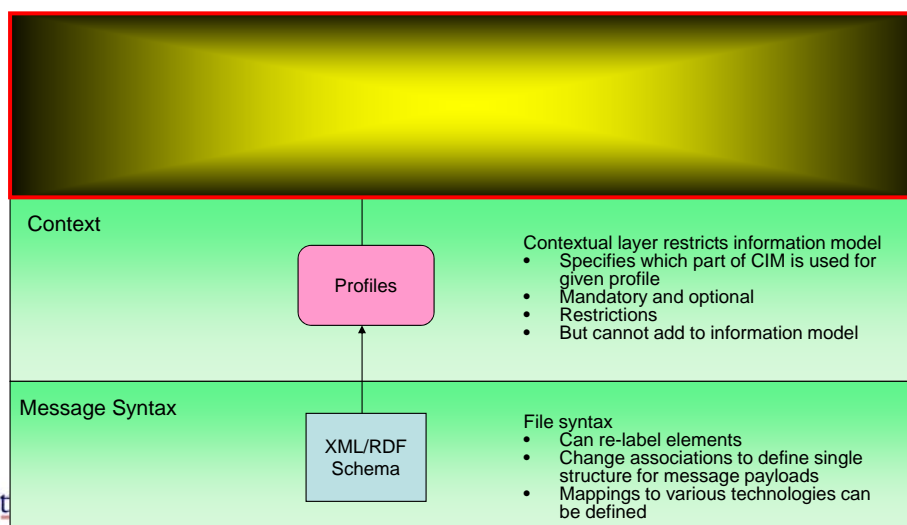 Context
Profiles
Contextual layer restricts information model
• Specifies which part of CIM is used for
given profile
• Mandatory and optional
• Restrictions
• But cannot add to information model
Message Syntax
XML/RDF
Schema
File syntax
• Can re-label elements
• Change associations to define single
structure for message payloads
• Mappings to various technologies can
be defined